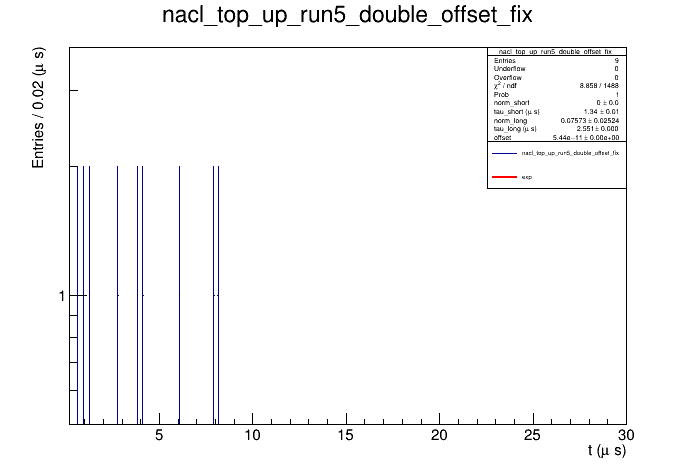 nacl_top_up_run5_double_offset_fix
Entries / 0.02 (μ s)
nacl_top_up_run5_double_offset_fix
Entries 9
Underflow 0
Overflow 0
χ² / ndf 8.858 / 1488
Prob 1
norm_short 0 ± 0.0
tau_short (μ s) 1.34 ± 0.01
norm_long 0.07573 ± 0.02524
tau_long (μ s) 2.551 ± 0.000
offset 5.44e−11 ± 0.00e+00
nacl_top_up_run5_double_offset_fix
exp
1
5 10 15 20 25 30
t (μ s)